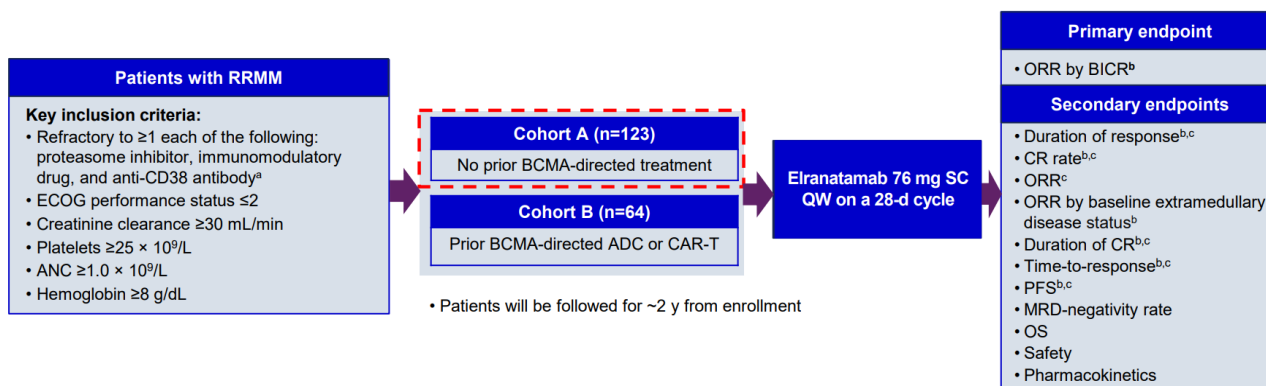 Patients with RRMM
Key inclusion criteria:
• Refractory to ≥1 each of the following:
proteasome inhibitor, immunomodulatory
drug, and anti-CD38 antibodyᵃ
• ECOG performance status ≤2
• Creatinine clearance ≥30 mL/min
• Platelets ≥25 × 10⁹/L
• ANC ≥1.0 × 10⁹/L
• Hemoglobin ≥8 g/dL
Cohort A (n=123)
No prior BCMA-directed treatment
Cohort B (n=64)
Prior BCMA-directed ADC or CAR-T
• Patients will be followed for ~2 y from enrollment
Elranatamab 76 mg SC
QW on a 28-d cycle
Primary endpoint
• ORR by BICRᵇ
Secondary endpoints
• Duration of responseᵇ,ᶜ
• CR rateᵇ,ᶜ
• ORRᶜ
• ORR by baseline extramedullary
disease statusᵇ
• Duration of CRᵇ,ᶜ
• Time-to-responseᵇ,ᶜ
• PFSᵇ,ᶜ
• MRD-negativity rate
• OS
• Safety
• Pharmacokinetics